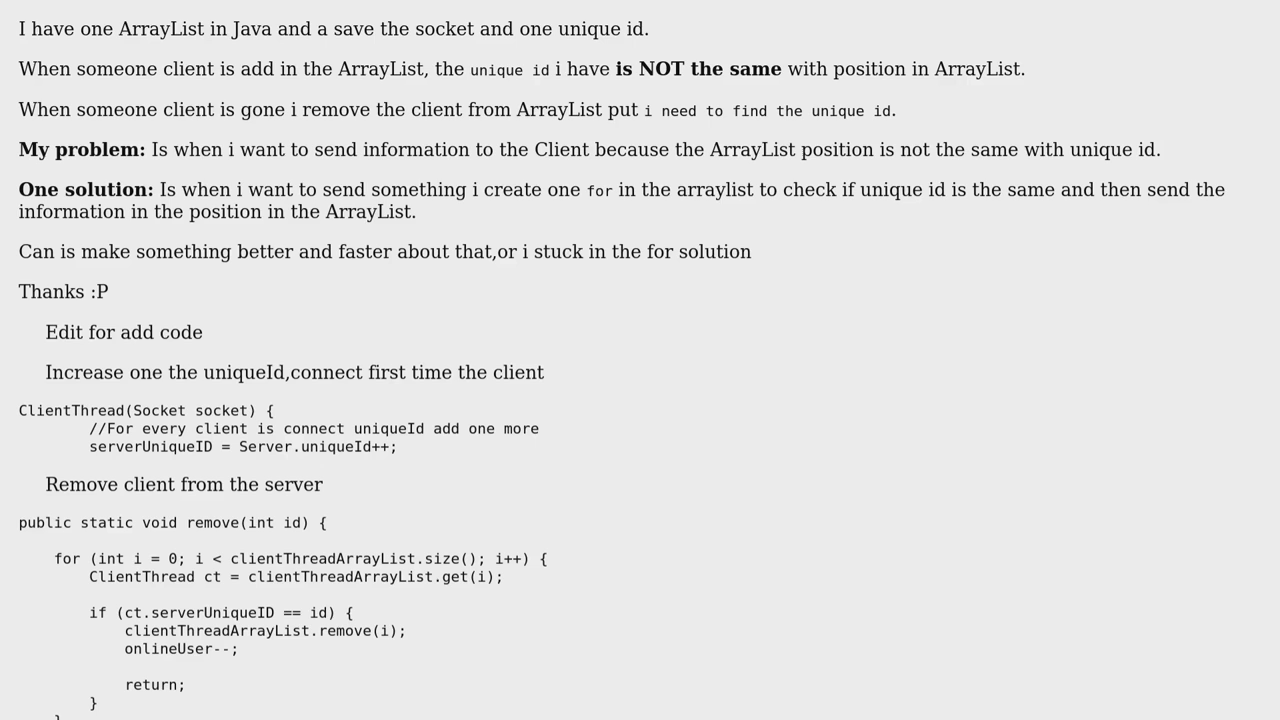 I have one ArrayList in Java and a save the socket and one unique id.
When someone client is add in the ArrayList, the unique id i have is NOT the same with position in ArrayList.
When someone client is gone i remove the client from ArrayList put i need to find the unique id.
My problem: Is when i want to send information to the Client because the ArrayList position is not the same with unique id.
One solution: Is when i want to send something i create one for in the arraylist to check if unique id is the same and then send the
information in the position in the ArrayList.
Can is make something better and faster about that,or i stuck in the for solution
Thanks :P
Edit for add code
Increase one the uniqueId,connect first time the client
ClientThread(Socket socket) {
        //For every client is connect uniqueId add one more
        serverUniqueID = Server.uniqueId++;
Remove client from the server
public static void remove(int id) {
    for (int i = 0; i < clientThreadArrayList.size(); i++) {
        ClientThread ct = clientThreadArrayList.get(i);
        if (ct.serverUniqueID == id) {
            clientThreadArrayList.remove(i);
            onlineUser--;
            return;
        }
    }